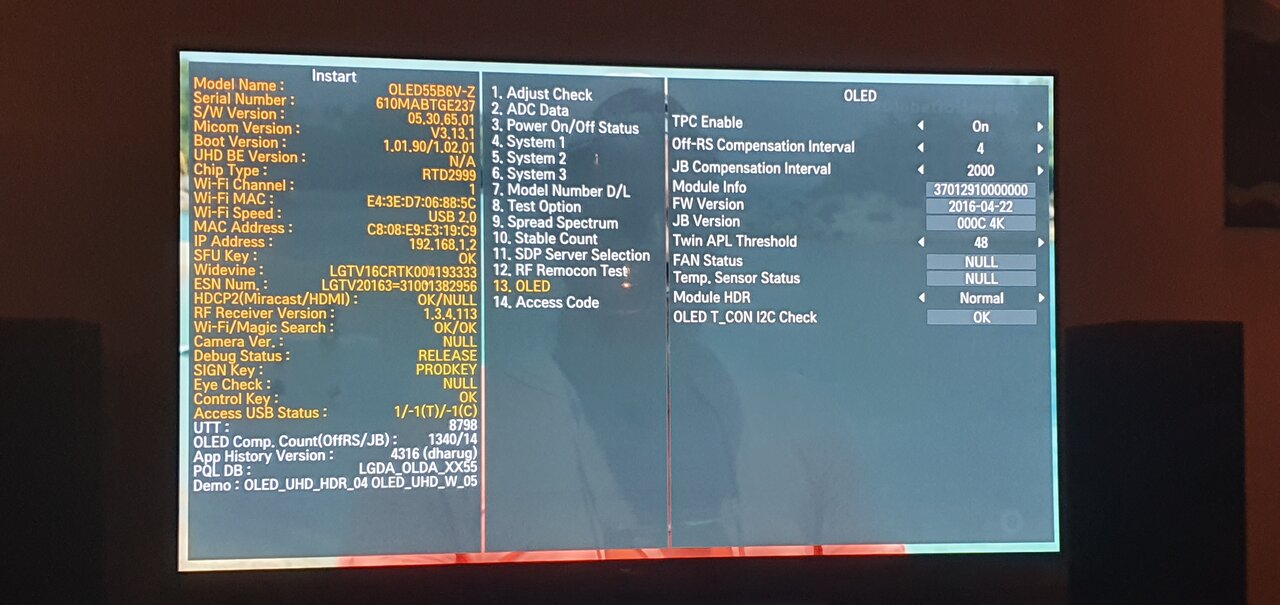 Instart
Model Name : OLED55B6V-Z
Serial Number : 610MABTGE237
S/W Version : 05.30.65.01
Micom Version : V3.13.1
Boot Version : 1.01.90/1.02.01
UHD BE Version : N/A
Chip Type : RTD2999
Wi-Fi Channel : 1
Wi-Fi MAC : E4:3E:D7:06:88:5C
Wi-Fi Speed : USB 2.0
MAC Address : C8:08:E9:E3:19:C9
IP Address : 192.168.1.2
SFU Key : OK
Widevine : LGTV16CRTK004193333
ESN Num. : LGTV20163=31001382956
HDCP2(Miracast/HDMI) : OK/NULL
RF Receiver Version : 1.3.4.113
Wi-Fi/Magic Search : OK/OK
Camera Ver. : NULL
Debug Status : RELEASE
SIGN Key : PRODKEY
Eye Check : NULL
Control Key : OK
Access USB Status : 1/-1(T)/-1(C)
UTT : 8798
OLED Comp. Count(OffRS/JB) : 1340/14
App History Version : 4316 (dharug)
PQL DB : LGDA_OLDA_XX55
Demo : OLED_UHD_HDR_04 OLED_UHD_W_05
1. Adjust Check
2. ADC Data
3. Power On/Off Status
4. System 1
5. System 2
6. System 3
7. Model Number D/L
8. Test Option
9. Spread Spectrum
10. Stable Count
11. SDP Server Selection
12. RF Remocon Test
13. OLED
14. Access Code
OLED
TPC Enable On
Off-RS Compensation Interval 4
JB Compensation Interval 2000
Module Info 37012910000000
FW Version 2016-04-22
JB Version 000C 4K
Twin APL Threshold 48
FAN Status NULL
Temp. Sensor Status NULL
Module HDR Normal
OLED T_CON I2C Check OK